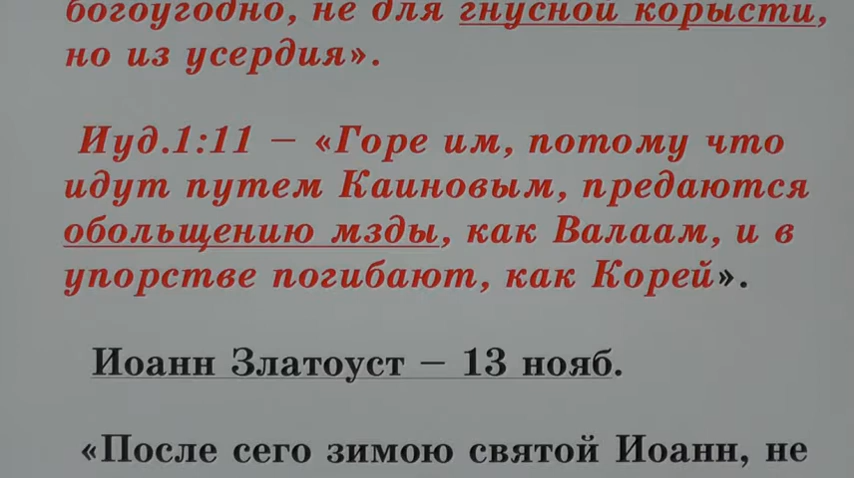 богоугодно, не для гнусной корысти,
но из усердия».
Иуд.1:11 – «Горе им, потому что
идут путем Каиновым, предаются
обольщению мзды, как Валаам, и в
упорстве погибают, как Корей».
Иоанн Златоуст – 13 нояб.
«После сего зимою святой Иоанн, не